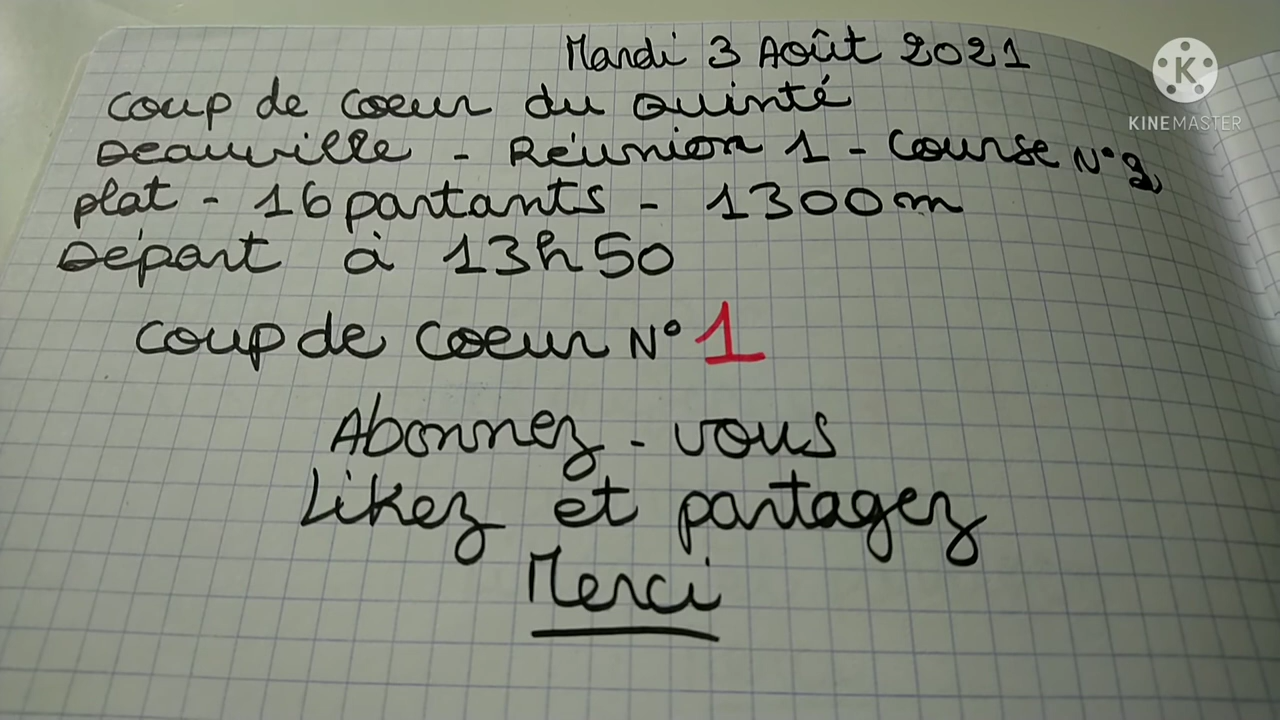 Mardi 3 Août 2021
KINEMASTER
Coup de coeur du Quinté
Deauville - Réunion 1 - Course N° 2
plat - 16 partants - 1300m
Départ à 13h50
Coup de coeur N° 1
Abonnez-vous
Likez et partagez
Merci